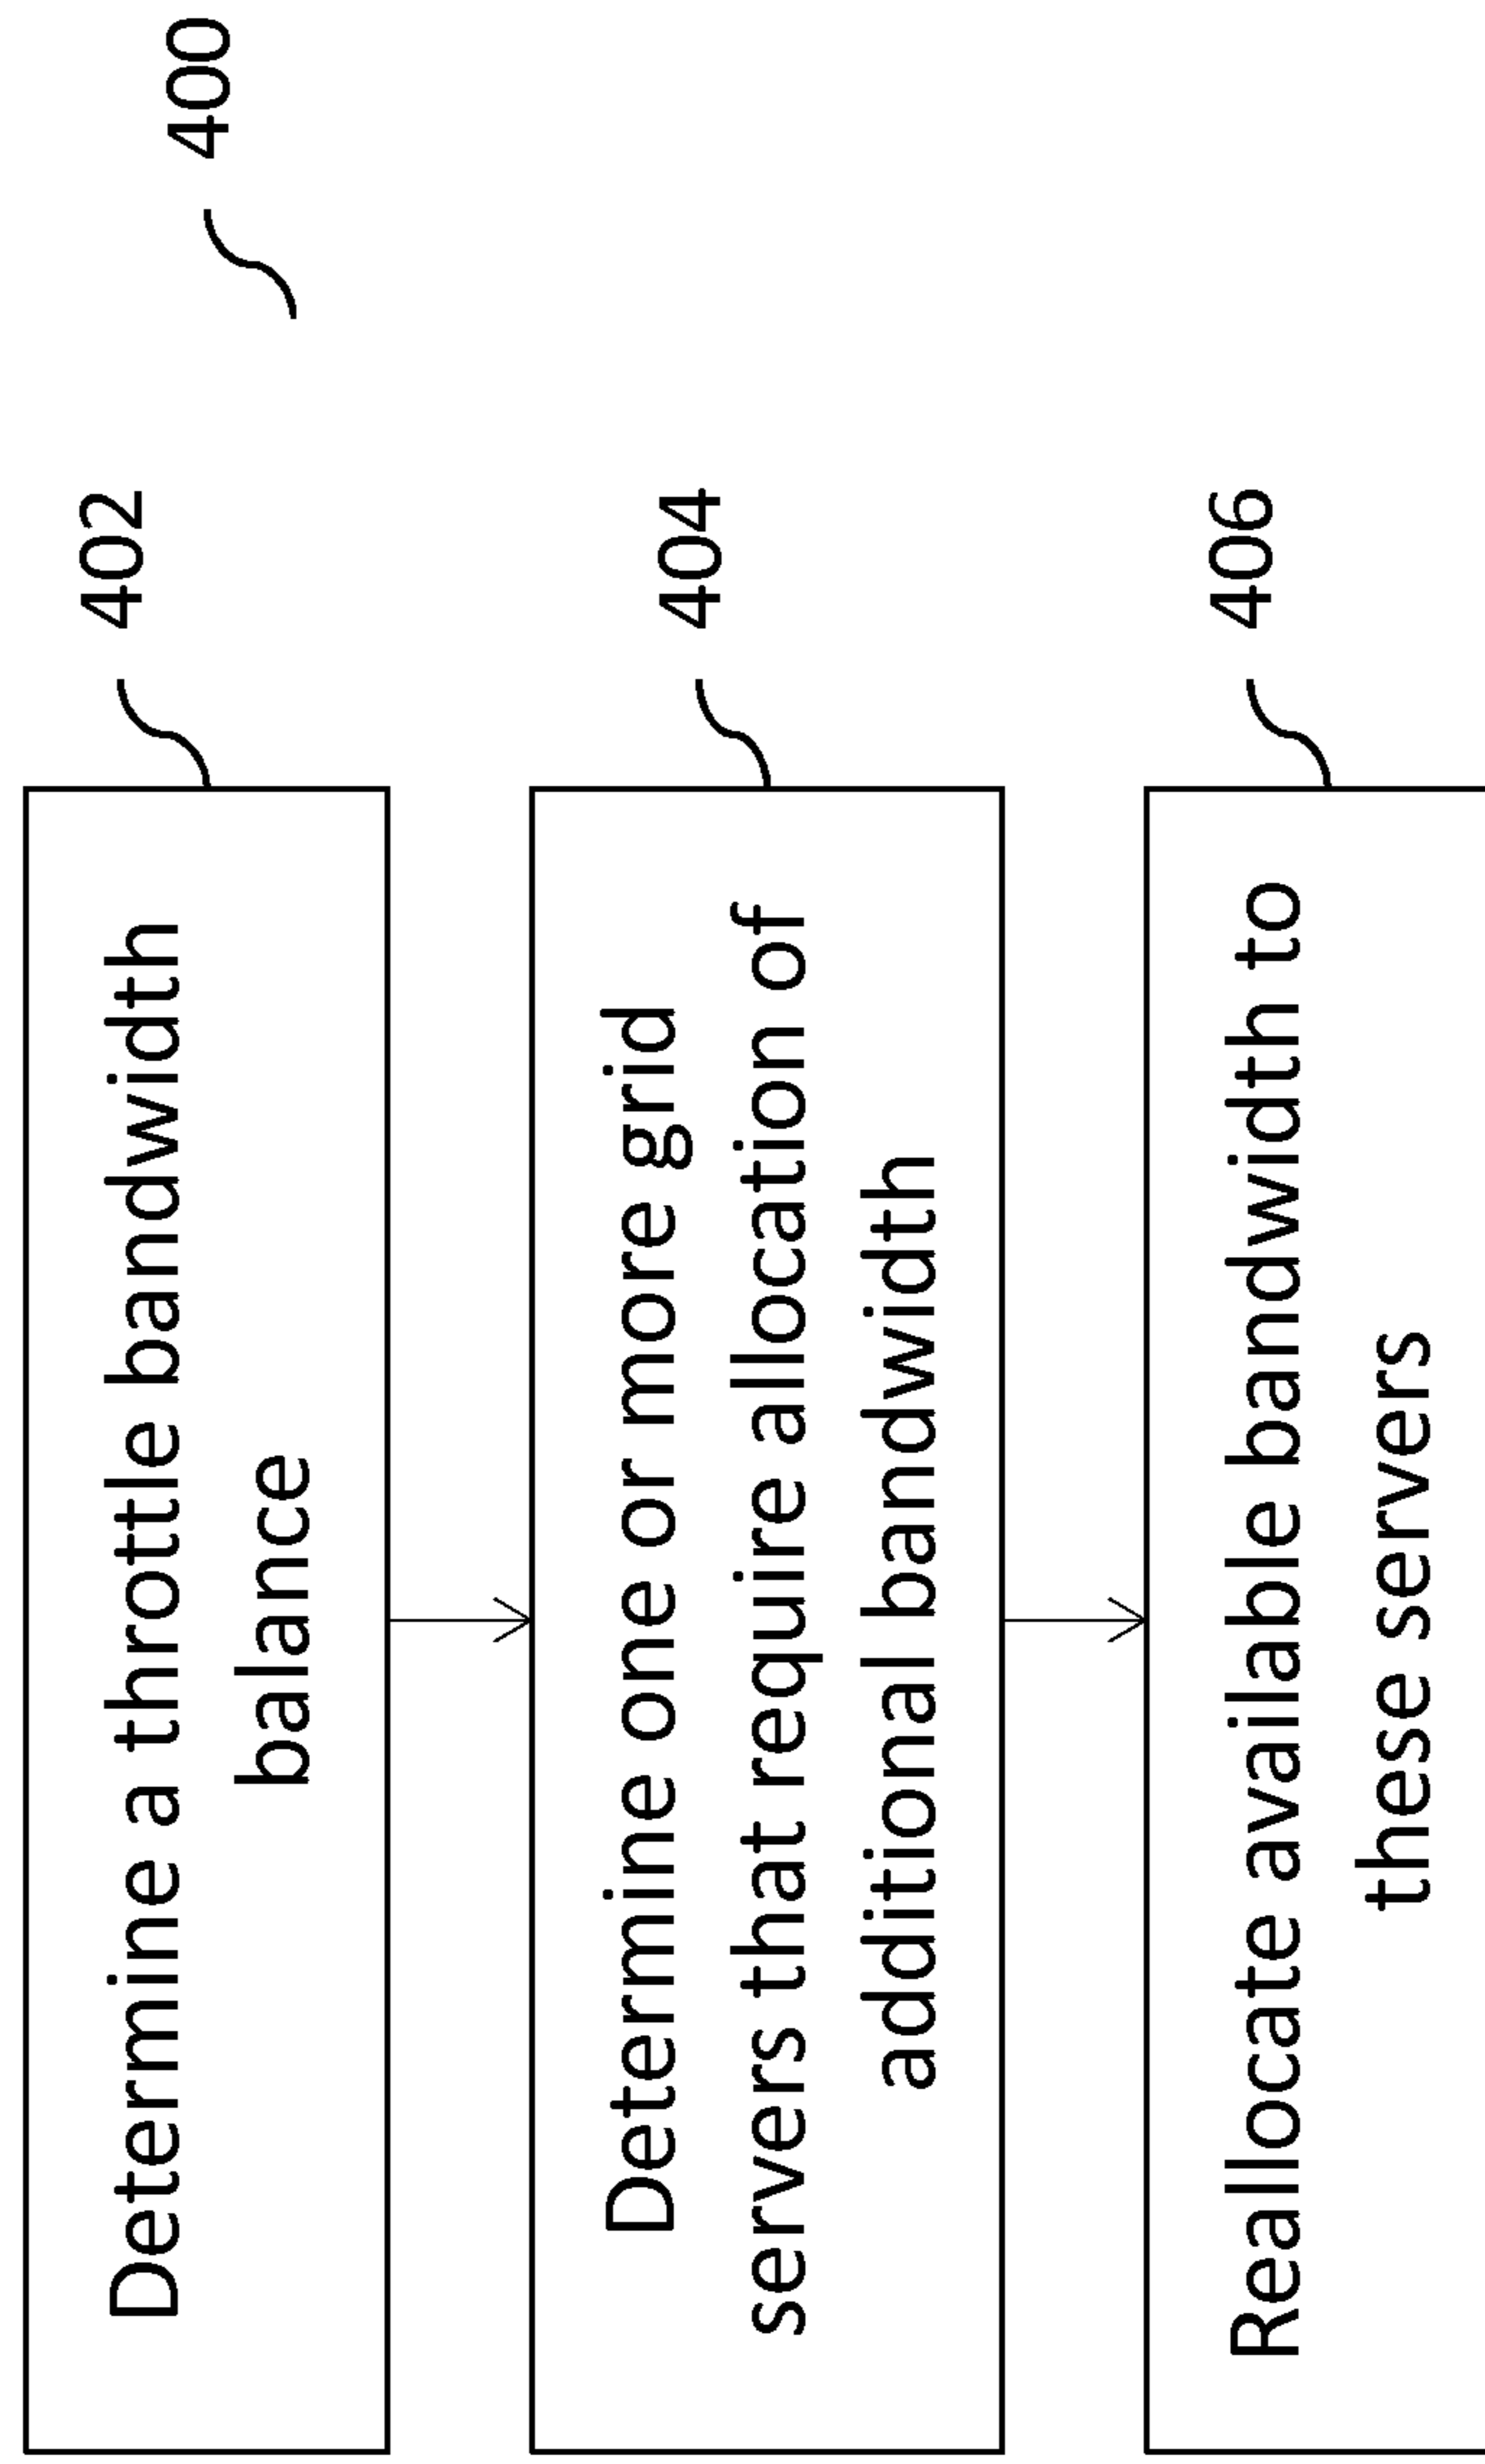 400
402
Determine a throttle bandwidth
balance
404
Determine one or more grid
servers that require allocation of
additional bandwidth
406
Reallocate available bandwidth to
these servers